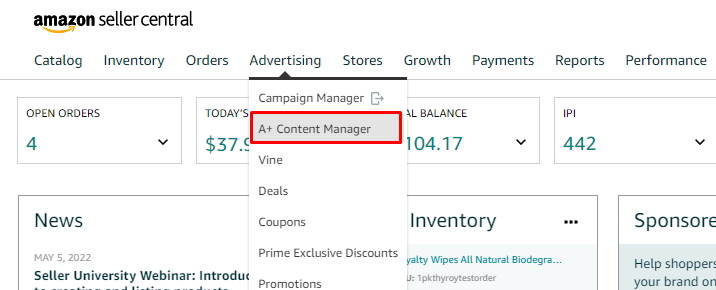 amazon seller central
Catalog Inventory Orders Advertising Stores Growth Payments Reports Performance
Campaign Manager
OPEN ORDERS TODAY'S AL BALANCE IPI
A+ Content Manager
4 $37.9 104.17 442
Vine
Deals
News Inventory Sponsore
Coupons
MAY 5, 2022 yalty Wipes All Natural Biodegra... Help shoppers
Prime Exclusive Discounts
Seller University Webinar: Introduc KU: 1pkthyroytestorder your brand on
to creating and listing products
Promotions